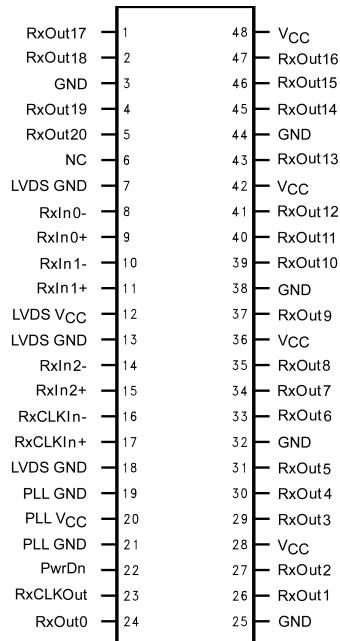 RxOut17 1 48 VCC
RxOut18 2 47 RxOut16
GND 3 46 RxOut15
RxOut19 4 45 RxOut14
RxOut20 5 44 GND
NC 6 43 RxOut13
LVDS GND 7 42 VCC
RxIn0- 8 41 RxOut12
RxIn0+ 9 40 RxOut11
RxIn1- 10 39 RxOut10
RxIn1+ 11 38 GND
LVDS VCC 12 37 RxOut9
LVDS GND 13 36 VCC
RxIn2- 14 35 RxOut8
RxIn2+ 15 34 RxOut7
RxCLKIn- 16 33 RxOut6
RxCLKIn+ 17 32 GND
LVDS GND 18 31 RxOut5
PLL GND 19 30 RxOut4
PLL VCC 20 29 RxOut3
PLL GND 21 28 VCC
PwrDn 22 27 RxOut2
RxCLKOut 23 26 RxOut1
RxOut0 24 25 GND